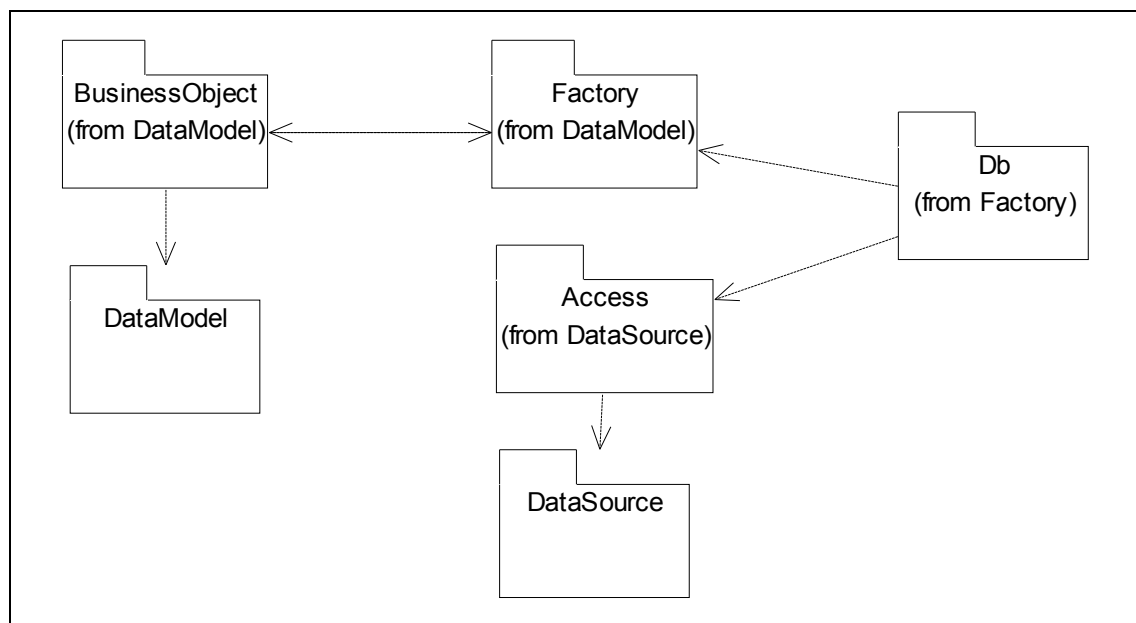 BusinessObject
(from DataModel)
Factory
(from DataModel)
Db
(from Factory)
Access
(from DataSource)
DataModel
DataSource